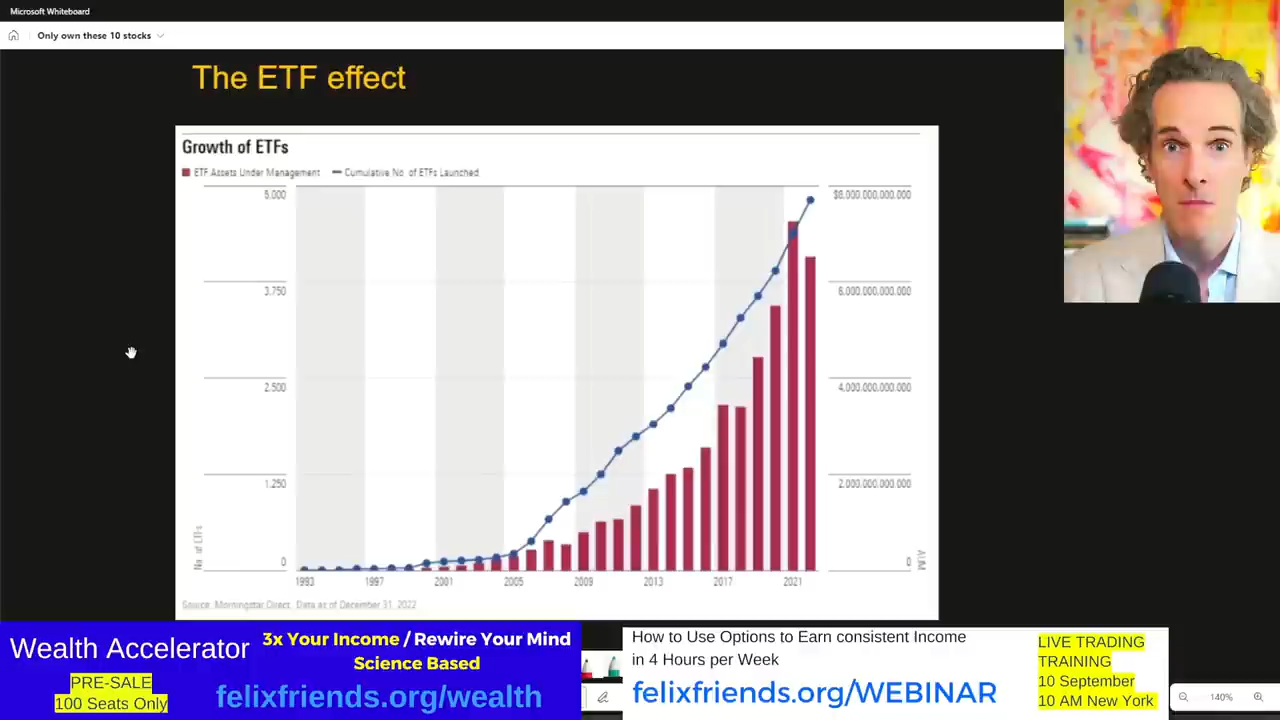 Microsoft Whiteboard
Only own these 10 stocks
The ETF effect
Growth of ETFs
ETF Assets Under Management
Cumulative No. of ETFs Launched
5,000
$8,000,000,000,000
3,750
6,000,000,000,000
2,500
4,000,000,000,000
1,250
2,000,000,000,000
No. of ETFs
0
0
AUM
1993
1997
2001
2005
2009
2013
2017
2021
Source: Morningstar Direct. Data as of December 31, 2022
Wealth Accelerator
PRE-SALE
100 Seats Only
3x Your Income / Rewire Your Mind
Science Based
felixfriends.org/wealth
How to Use Options to Earn consistent Income
in 4 Hours per Week
felixfriends.org/WEBINAR
LIVE TRADING
TRAINING
10 September
10 AM New York
140%